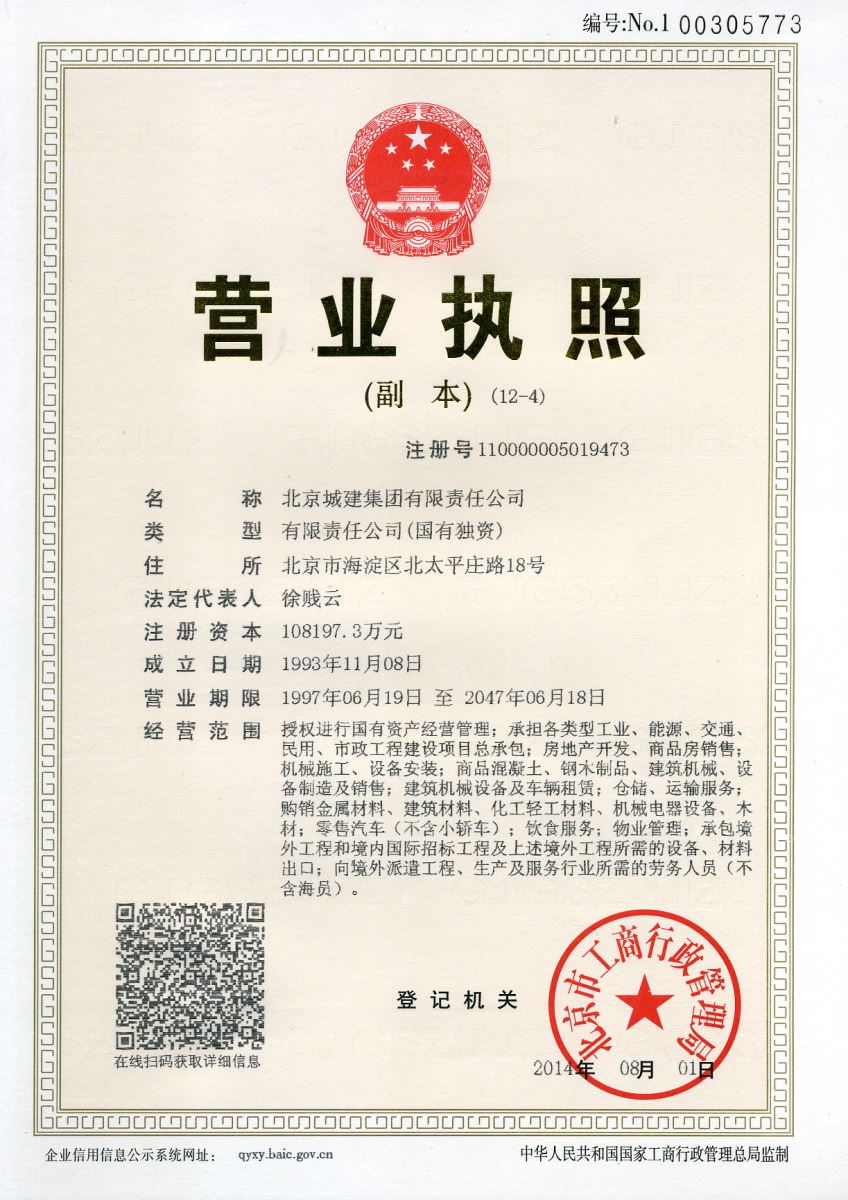 编号:No.1 00305773
营业执照
(副 本) (12-4)
注册号110000005019473
名 称 北京城建集团有限责任公司
类 型 有限责任公司(国有独资)
住 所 北京市海淀区北太平庄路18号
法定代表人 徐贱云
注册资本 108197.3万元
成立日期 1993年11月08日
营业期限 1997年06月19日 至 2047年06月18日
经营范围 授权进行国有资产经营管理；承担各类型工业、能源、交通、
民用、市政工程建设项目总承包；房地产开发、商品房销售；
机械施工、设备安装；商品混凝土、钢木制品、建筑机械、设
备制造及销售；建筑机械设备及车辆租赁；仓储、运输服务；
购销金属材料、建筑材料、化工轻工材料、机械电器设备、木
材；零售汽车（不含小轿车）；饮食服务；物业管理；承包境
外工程和境内国际招标工程及上述境外工程所需的设备、材料
出口；向境外派遣工程、生产及服务行业所需的劳务人员（不
含海员）。
在线扫码获取详细信息
登记机关
北京市工商行政管理局
2014年 08月 01日
企业信用信息公示系统网址： qyxy.baic.gov.cn
中华人民共和国国家工商行政管理总局监制